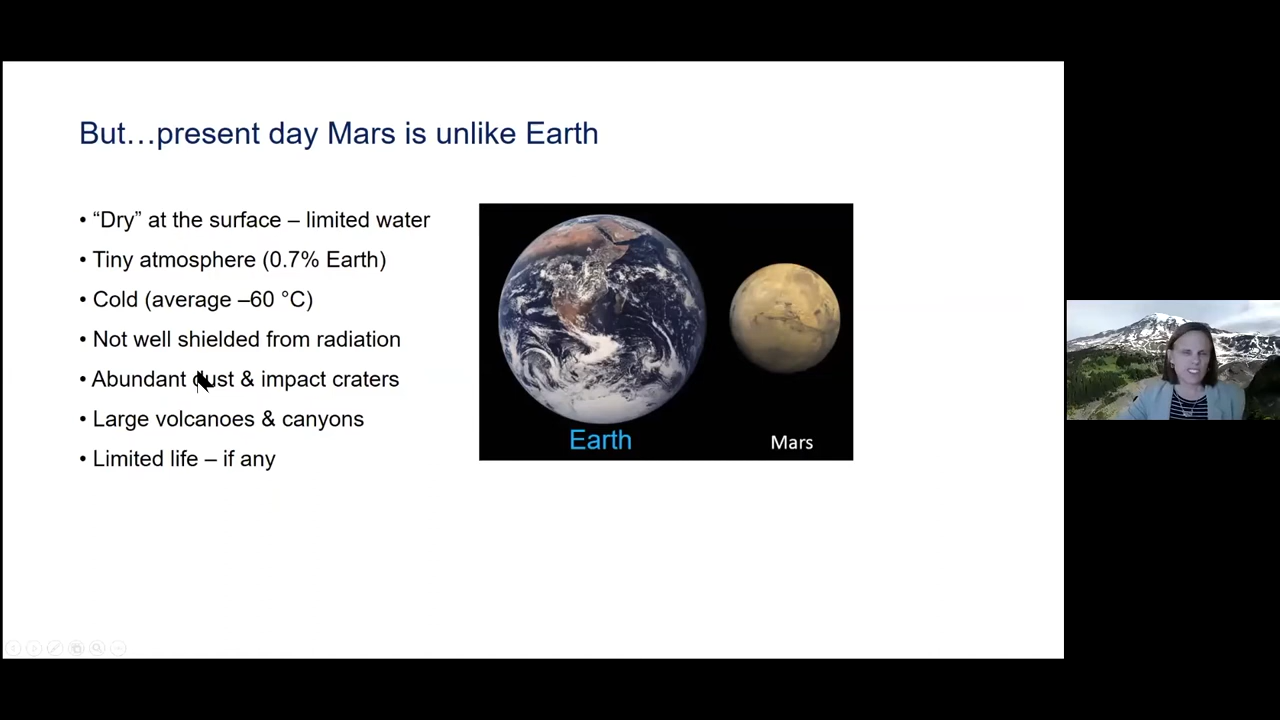 But…present day Mars is unlike Earth
• “Dry” at the surface – limited water
• Tiny atmosphere (0.7% Earth)
• Cold (average –60 °C)
• Not well shielded from radiation
• Abundant dust & impact craters
• Large volcanoes & canyons
• Limited life – if any
Earth
Mars